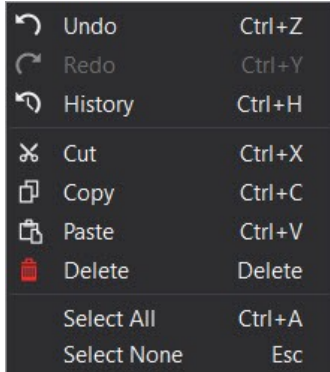 Undo Ctrl+Z
Redo Ctrl+Y
History Ctrl+H
Cut Ctrl+X
Copy Ctrl+C
Paste Ctrl+V
Delete Delete
Select All Ctrl+A
Select None Esc